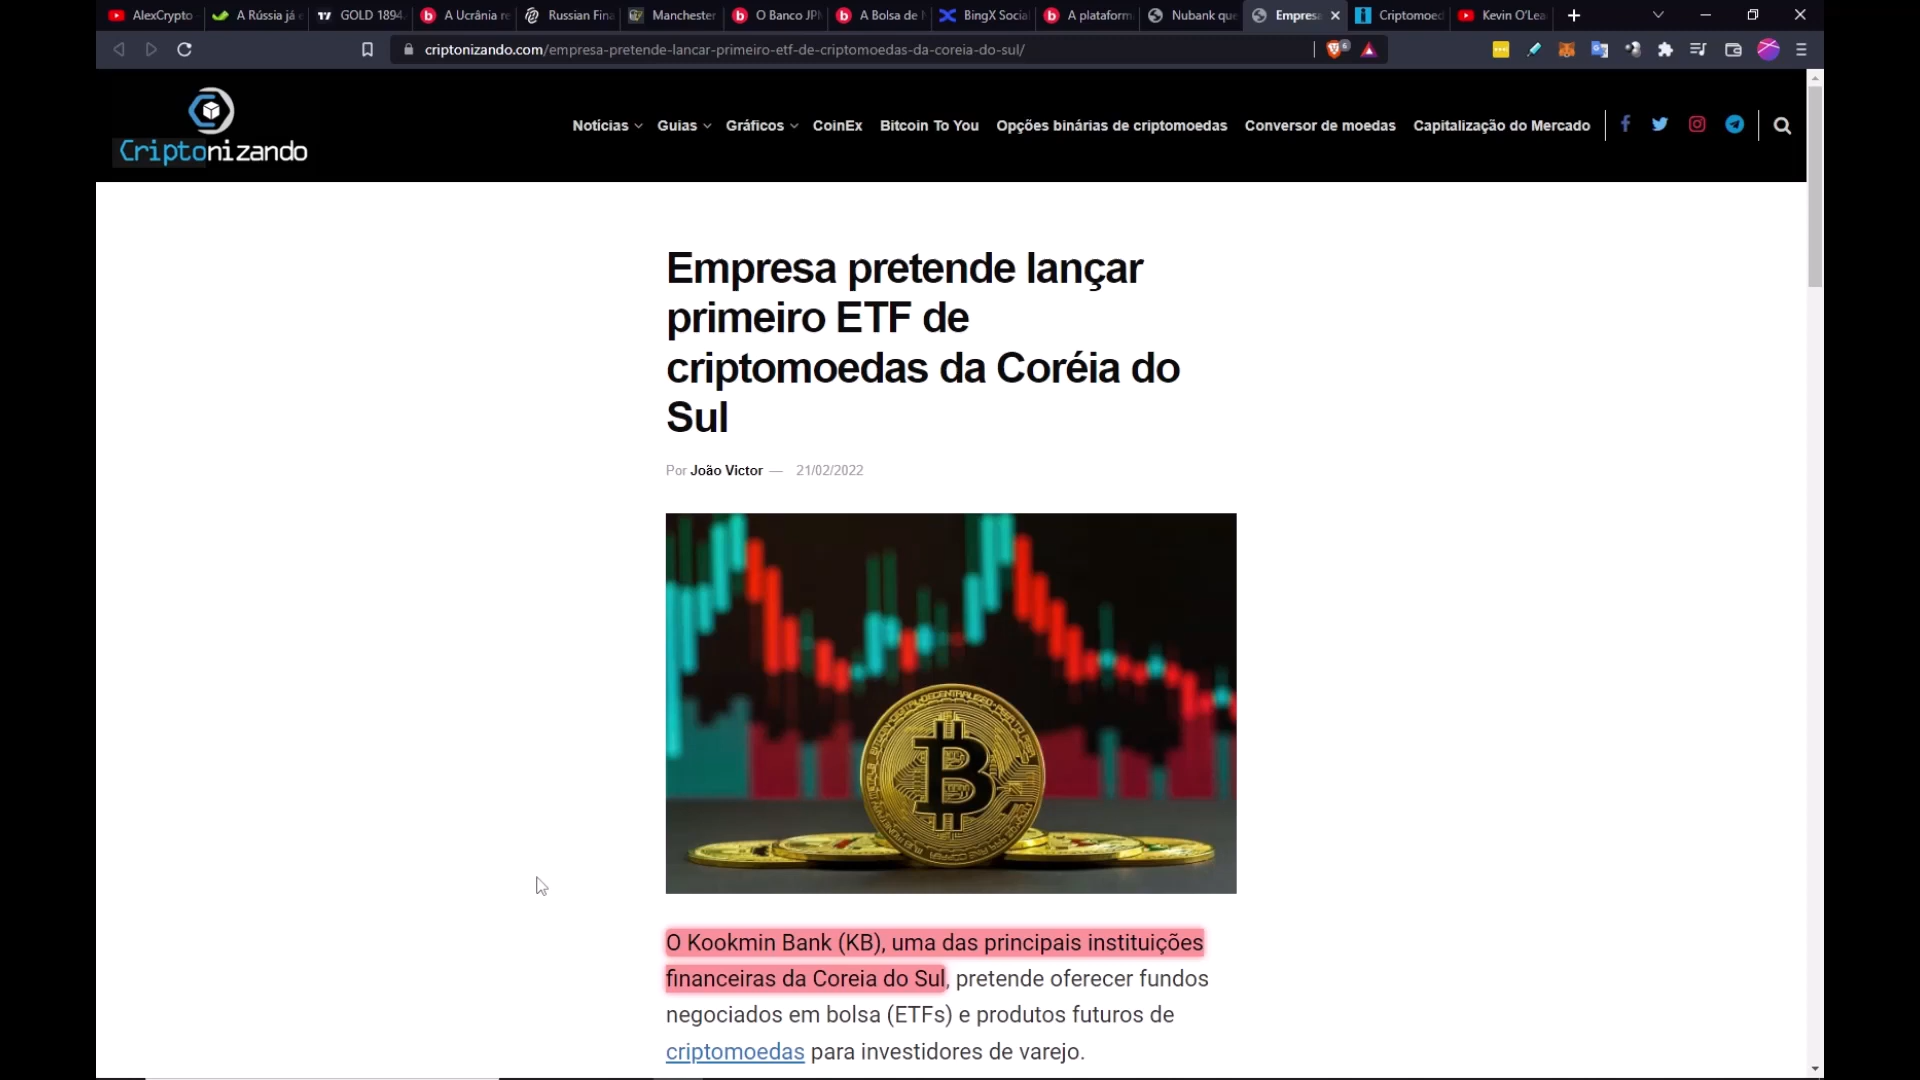 AlexCrypto
A Rússia já e
GOLD 1894.
A Ucrânia re
Russian Fina
Manchester
O Banco JPM
A Bolsa de
BingX Social
A plataform
Nubank que
Empresa
Criptomoed
Kevin O'Lea
criptonizando.com/empresa-pretende-lancar-primeiro-etf-de-criptomoedas-da-coreia-do-sul/
Criptonizando
Notícias
Guias
Gráficos
CoinEx
Bitcoin To You
Opções binárias de criptomoedas
Conversor de moedas
Capitalização do Mercado
Empresa pretende lançar
primeiro ETF de
criptomoedas da Coréia do
Sul
Por João Victor — 21/02/2022
O Kookmin Bank (KB), uma das principais instituições
financeiras da Coreia do Sul, pretende oferecer fundos
negociados em bolsa (ETFs) e produtos futuros de
criptomoedas para investidores de varejo.